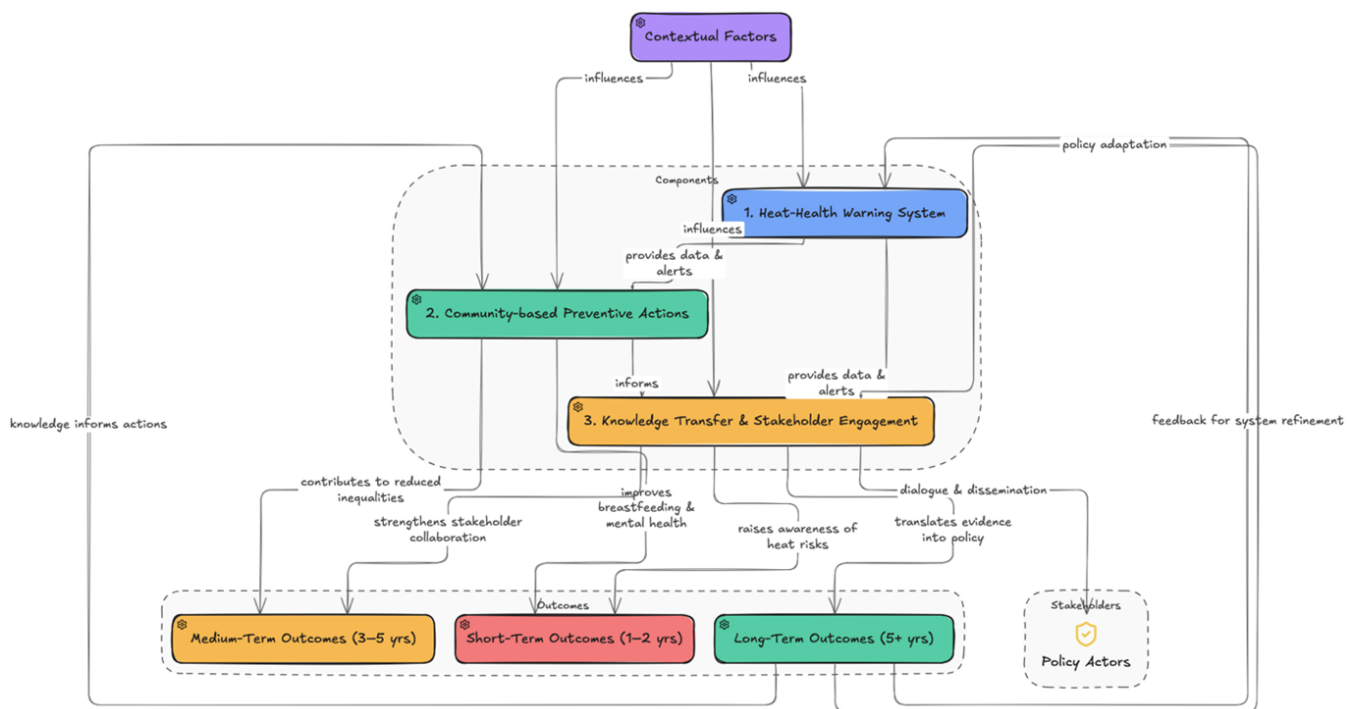 Contextual Factors
influences
influences
policy adaptation
Components
1. Heat-Health Warning System
influences
provides data &
alerts
2. Community-based Preventive Actions
provides data &
alerts
informs
3. Knowledge Transfer & Stakeholder Engagement
knowledge informs actions
feedback for system refinement
contributes to reduced
inequalities
improves
breastfeeding &
mental health
dialogue & dissemination
strengthens stakeholder
collaboration
raises awareness of
heat risks
translates evidence
into policy
Outcomes
Stakeholders
Medium-Term Outcomes (3–5 yrs)
Short-Term Outcomes (1–2 yrs)
Long-Term Outcomes (5+ yrs)
Policy Actors